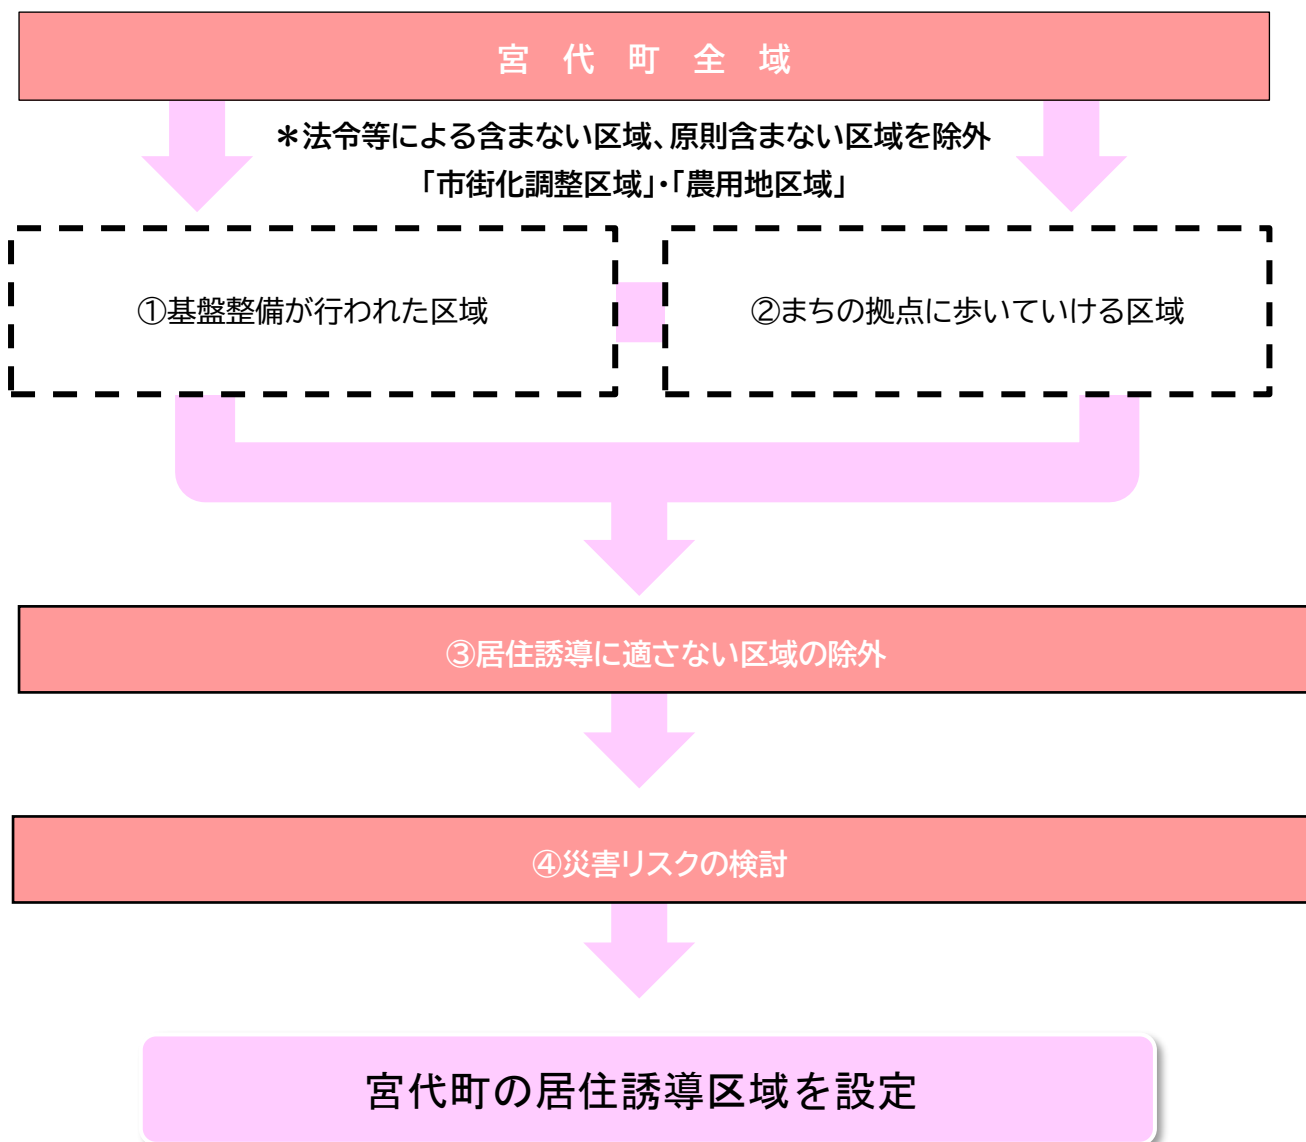 宮代町全域
＊法令等による含まない区域、原則含まない区域を除外
「市街化調整区域」・「農用地区域」
①基盤整備が行われた区域
②まちの拠点に歩いていける区域
③居住誘導に適さない区域の除外
④災害リスクの検討
宮代町の居住誘導区域を設定